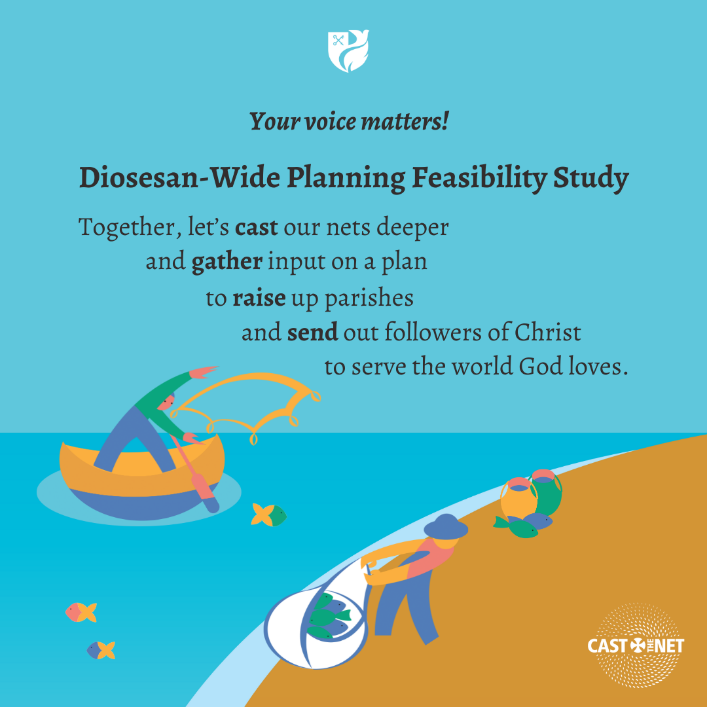 Your voice matters!
Diosesan-Wide Planning Feasibility Study
Together, let's cast our nets deeper
and gather input on a plan
to raise up parishes
and send out followers of Christ
to serve the world God loves.
CAST THE NET